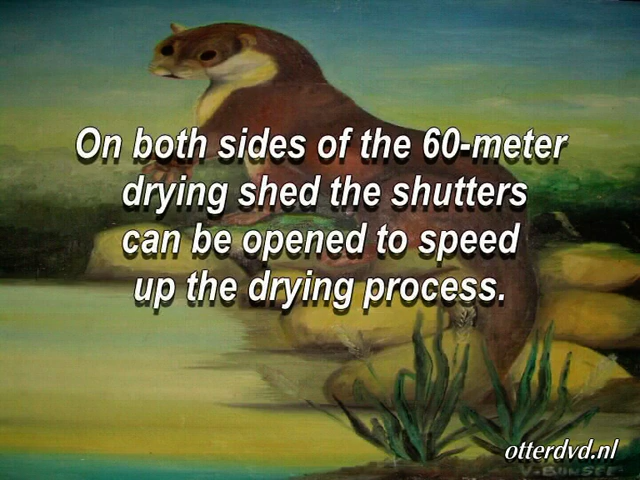 On both sides of the 60-meter
drying shed the shutters
can be opened to speed
up the drying process.
otterdvd.nl
V-BUNSEE